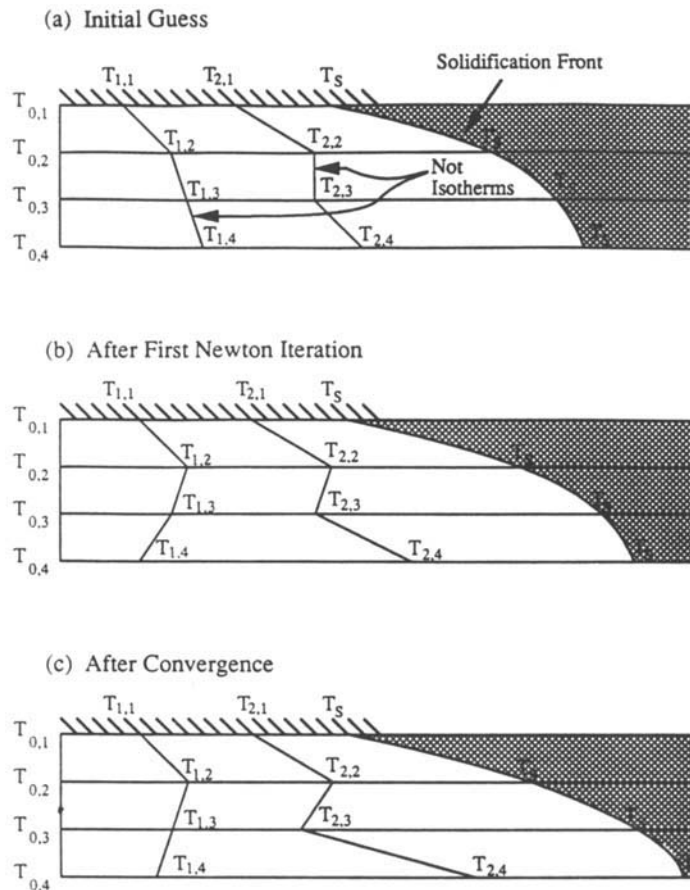 (a) Initial Guess
Solidification Front
T1,1 T2,1 TS
T0,1
T1,2 T2,2
T0,2
Not
Isotherms
T1,3 T2,3
T0,3
T1,4 T2,4
T0,4
(b) After First Newton Iteration
T1,1 T2,1 TS
T0,1
T1,2 T2,2
T0,2
T1,3 T2,3
T0,3
T1,4 T2,4
T0,4
(c) After Convergence
T1,1 T2,1 TS
T0,1
T1,2 T2,2
T0,2
T1,3 T2,3
T0,3
T1,4 T2,4
T0,4